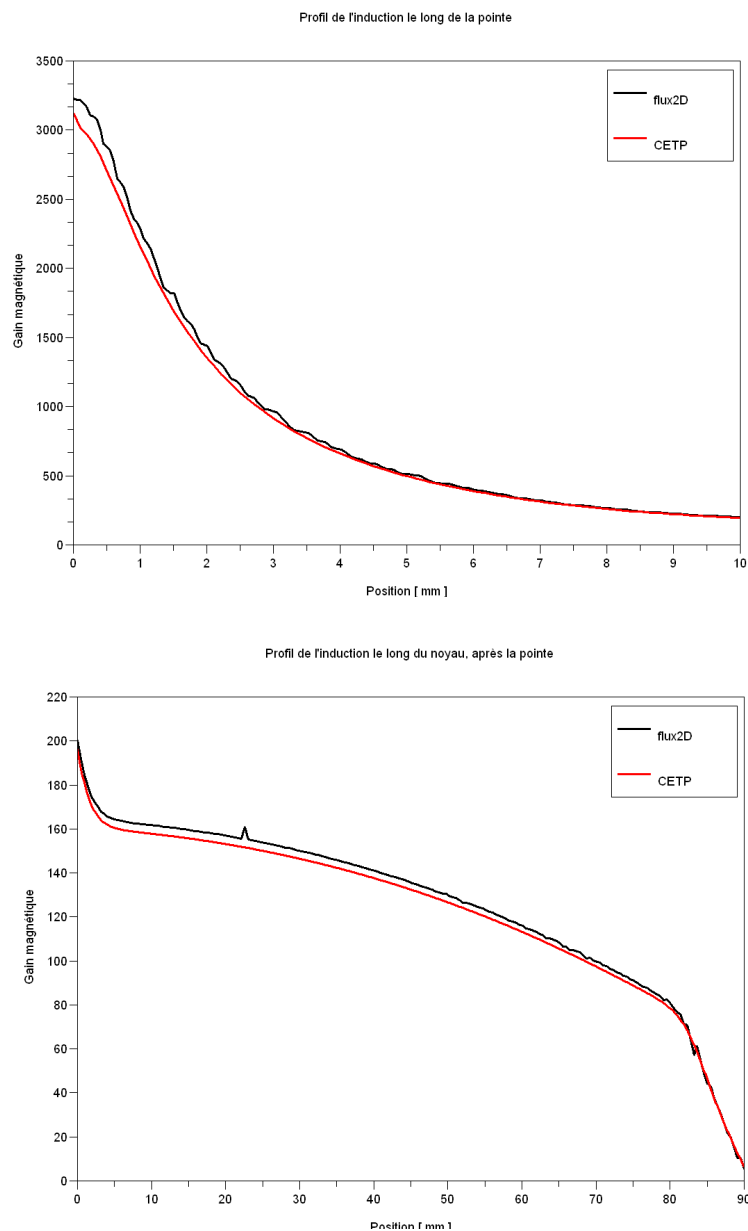 Profil de l'induction le long de la pointe
3500
3000
2500
2000
1500
1000
500
0
Gain magnétique
flux2D
CETP
0 1 2 3 4 5 6 7 8 9 10
Position [ mm ]
Profil de l'induction le long du noyau, après la pointe
220
200
180
160
140
120
100
80
60
40
20
0
Gain magnétique
flux2D
CETP
0 10 20 30 40 50 60 70 80 90
Position [ mm ]